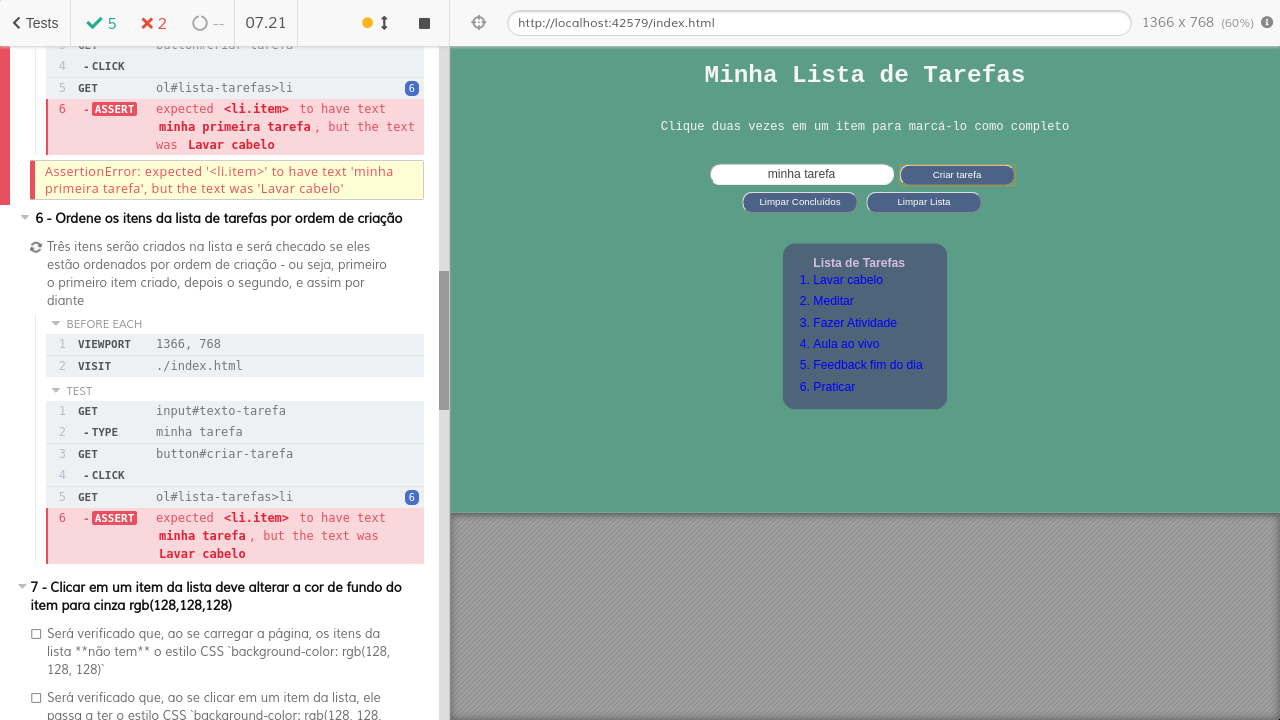 Tests
5
2
--
07.21
http://localhost:42579/index.html
1366 x 768 (60%)
3 GET button#criar-tarefa
4 - CLICK
5 GET ol#lista-tarefas>li 6
6 - ASSERT expected <li.item> to have text
minha primeira tarefa, but the text
was Lavar cabelo
AssertionError: expected '<li.item>' to have text 'minha
primeira tarefa', but the text was 'Lavar cabelo'
6 - Ordene os itens da lista de tarefas por ordem de criação
Três itens serão criados na lista e será checado se eles
estão ordenados por ordem de criação - ou seja, primeiro
o primeiro item criado, depois o segundo, e assim por
diante
BEFORE EACH
1 VIEWPORT 1366, 768
2 VISIT ./index.html
TEST
1 GET input#texto-tarefa
2 - TYPE minha tarefa
3 GET button#criar-tarefa
4 - CLICK
5 GET ol#lista-tarefas>li 6
6 - ASSERT expected <li.item> to have text
minha tarefa, but the text was
Lavar cabelo
7 - Clicar em um item da lista deve alterar a cor de fundo do
item para cinza rgb(128,128,128)
Será verificado que, ao se carregar a página, os itens da
lista **não tem** o estilo CSS `background-color: rgb(128,
128, 128)`
Será verificado que, ao se clicar em um item da lista, ele
passa a ter o estilo CSS `background-color: rgb(128, 128,
Minha Lista de Tarefas
Clique duas vezes em um item para marcá-lo como completo
minha tarefa
Criar tarefa
Limpar Concluídos
Limpar Lista
Lista de Tarefas
1. Lavar cabelo
2. Meditar
3. Fazer Atividade
4. Aula ao vivo
5. Feedback fim do dia
6. Praticar